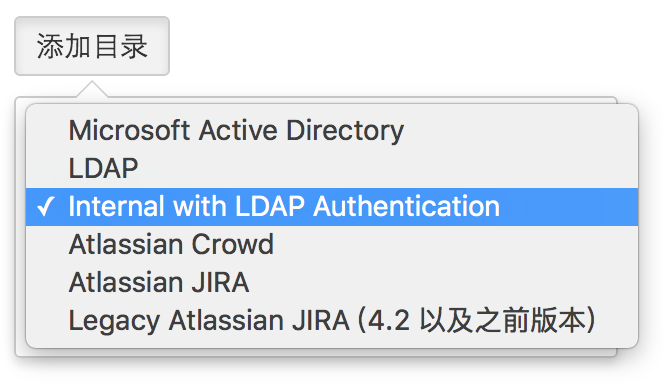 添加目录
Microsoft Active Directory
LDAP
Internal with LDAP Authentication
Atlassian Crowd
Atlassian JIRA
Legacy Atlassian JIRA (4.2 以及之前版本)